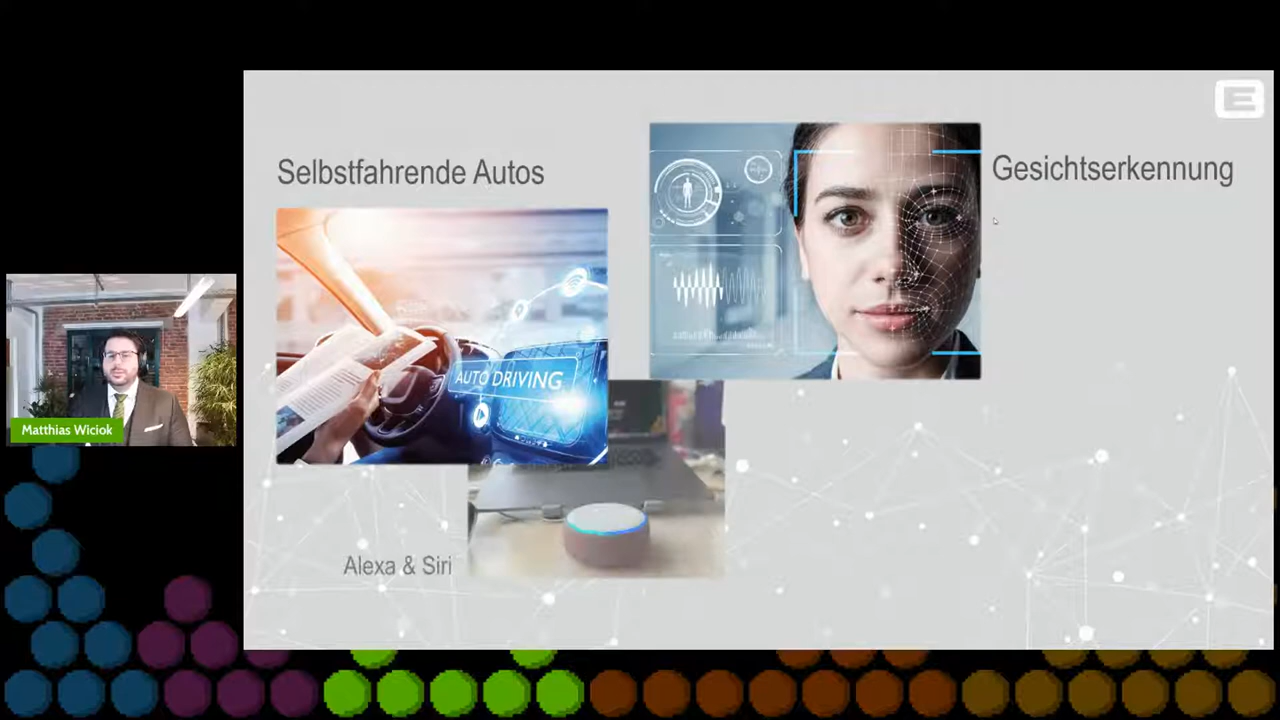 Selbstfahrende Autos
Gesichtserkennung
AUTO DRIVING
Matthias Wiciok
Alexa & Siri